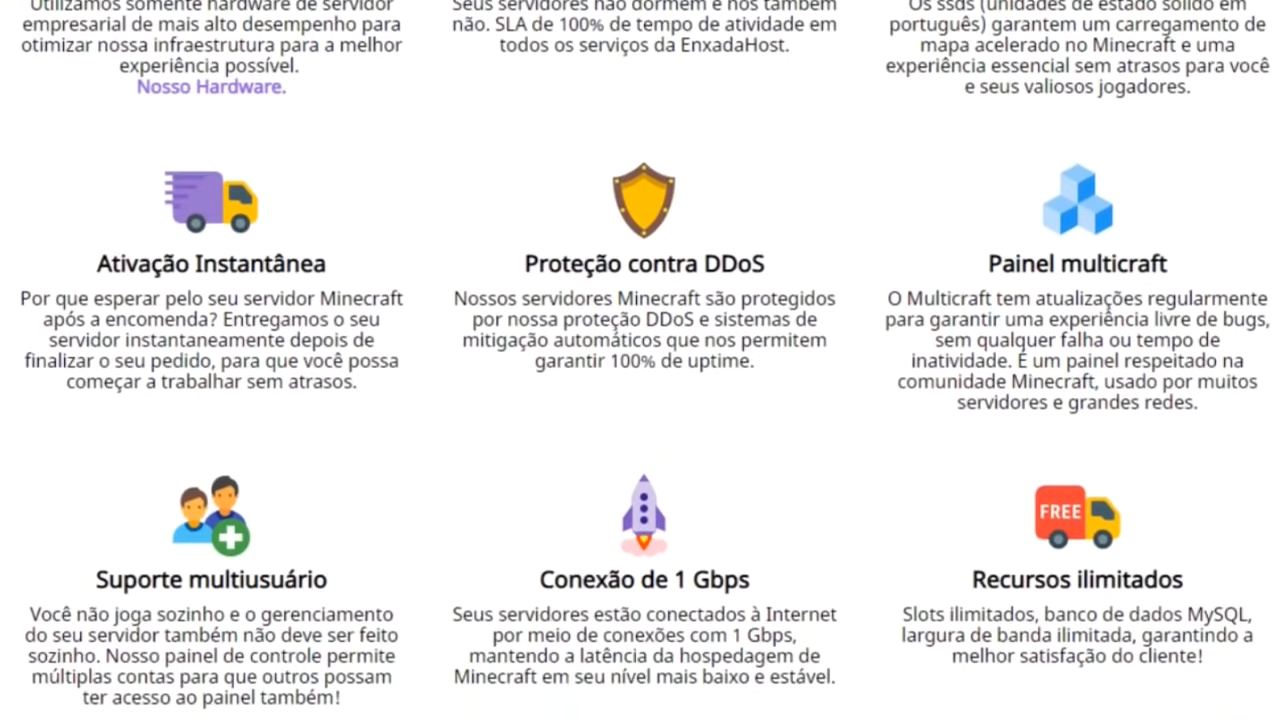 Utilizamos somente hardware de servidor
empresarial de mais alto desempenho para
otimizar nossa infraestrutura para a melhor
experiência possível.
Nosso Hardware.
Seus servidores não dormem e nós também
não. SLA de 100% de tempo de atividade em
todos os serviços da EnxadaHost.
Os ssds (unidades de estado sólido em
português) garantem um carregamento de
mapa acelerado no Minecraft e uma
experiência essencial sem atrasos para você
e seus valiosos jogadores.
Ativação Instantânea
Por que esperar pelo seu servidor Minecraft
após a encomenda? Entregamos o seu
servidor instantaneamente depois de
finalizar o seu pedido, para que você possa
começar a trabalhar sem atrasos.
Proteção contra DDoS
Nossos servidores Minecraft são protegidos
por nossa proteção DDoS e sistemas de
mitigação automáticos que nos permitem
garantir 100% de uptime.
Painel multicraft
O Multicraft tem atualizações regularmente
para garantir uma experiência livre de bugs,
sem qualquer falha ou tempo de
inatividade. É um painel respeitado na
comunidade Minecraft, usado por muitos
servidores e grandes redes.
Suporte multiusuário
Você não joga sozinho e o gerenciamento
do seu servidor também não deve ser feito
sozinho. Nosso painel de controle permite
múltiplas contas para que outros possam
ter acesso ao painel também!
Conexão de 1 Gbps
Seus servidores estão conectados à Internet
por meio de conexões com 1 Gbps,
mantendo a latência da hospedagem de
Minecraft em seu nível mais baixo e estável.
FREE
Recursos ilimitados
Slots ilimitados, banco de dados MySQL,
largura de banda ilimitada, garantindo a
melhor satisfação do cliente!